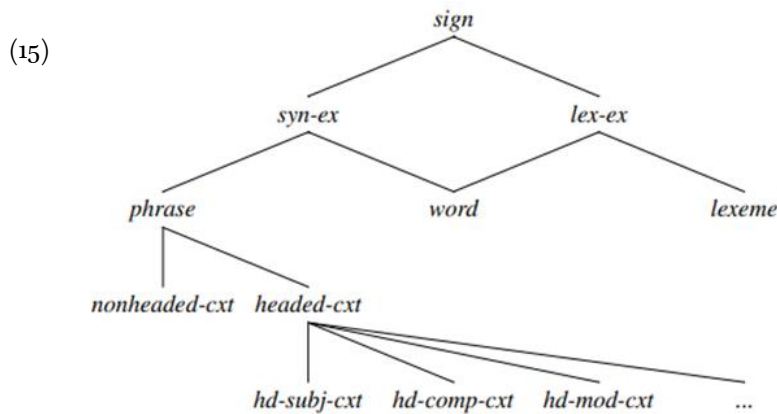 sign
(15)
syn-ex lex-ex
phrase word lexeme
nonheaded-cxt headed-cxt
hd-subj-cxt hd-comp-cxt hd-mod-cxt ...